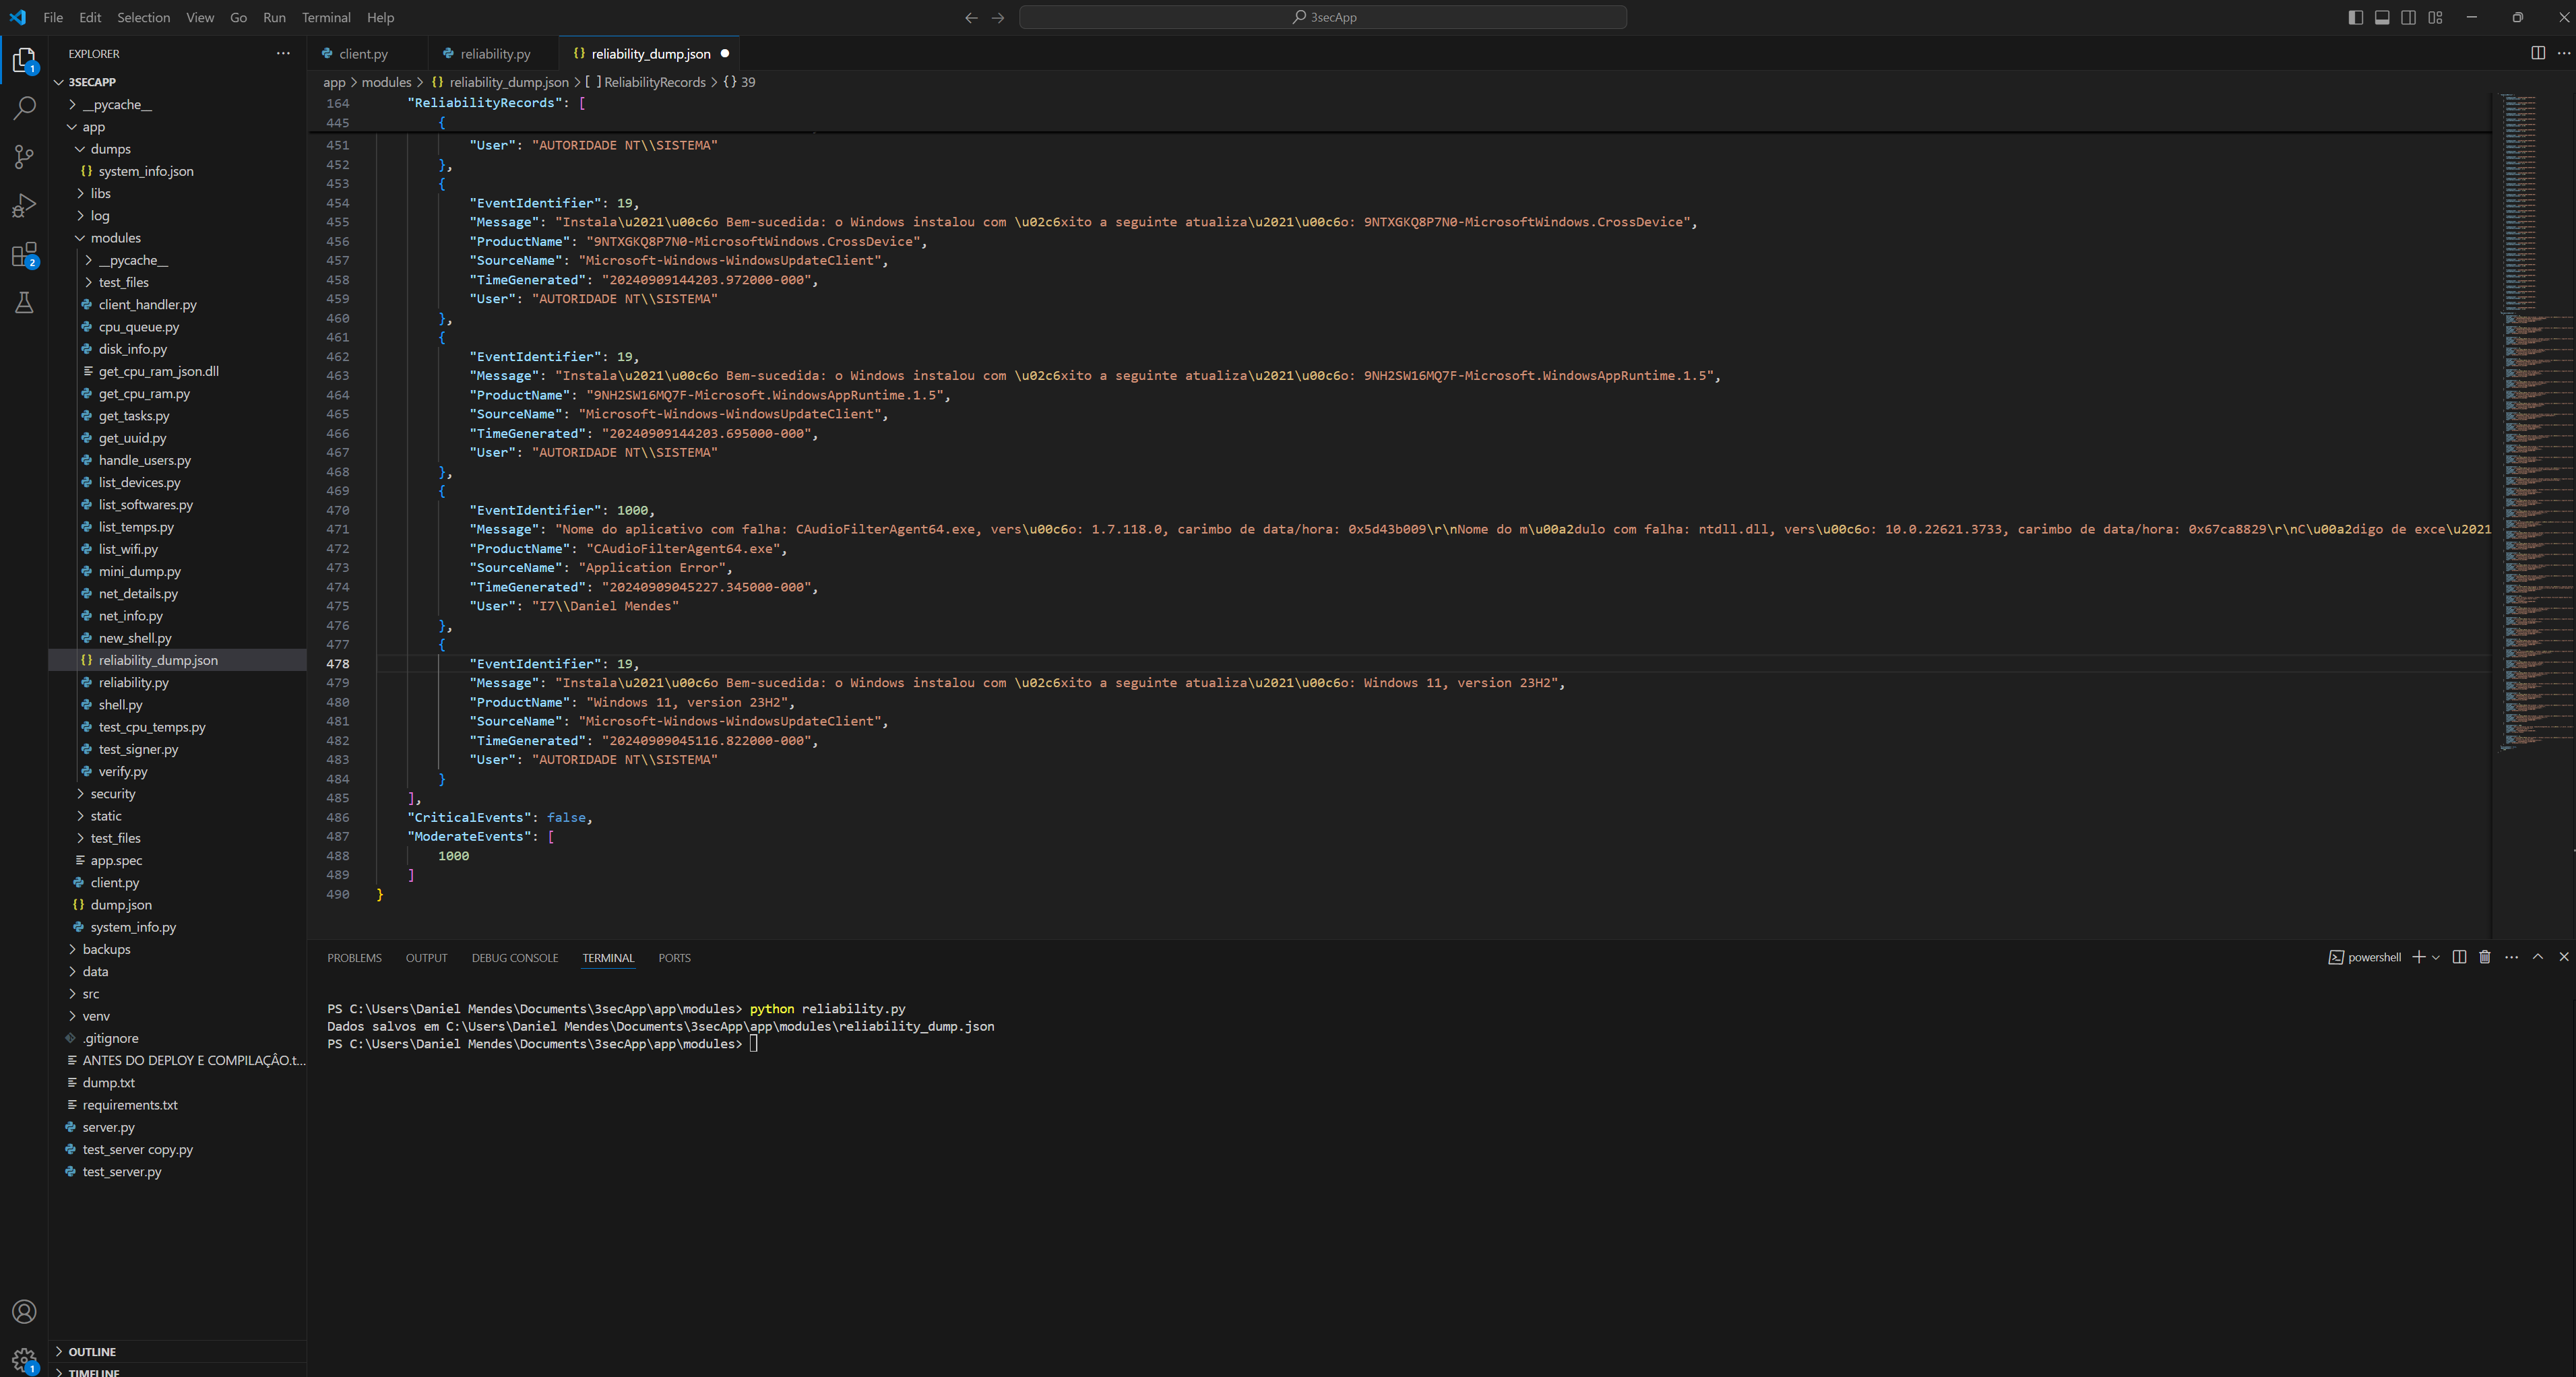 File Edit Selection View Go Run Terminal Help
3secApp
EXPLORER
3SECAPP
__pycache__
app
dumps
system_info.json
libs
log
modules
__pycache__
test_files
client_handler.py
cpu_queue.py
disk_info.py
get_cpu_ram_json.dll
get_cpu_ram.py
get_tasks.py
get_uuid.py
handle_users.py
list_devices.py
list_softwares.py
list_temps.py
list_wifi.py
mini_dump.py
net_details.py
net_info.py
new_shell.py
reliability_dump.json
reliability.py
shell.py
test_cpu_temps.py
test_signer.py
verify.py
security
static
test_files
app.spec
client.py
dump.json
system_info.py
backups
data
src
venv
.gitignore
ANTES DO DEPLOY E COMPILAÇÂO.t...
dump.txt
requirements.txt
server.py
test_server copy.py
test_server.py
OUTLINE
TIMELINE
1
2
1
client.py reliability.py {} reliability_dump.json
app > modules > {} reliability_dump.json > [ ] ReliabilityRecords > {} 39
164 "ReliabilityRecords": [
445 {
451 "User": "AUTORIDADE NT\\SISTEMA"
452 },
453 {
454 "EventIdentifier": 19,
455 "Message": "Instala\u2021\u00c6o Bem-sucedida: o Windows instalou com \u02c6xito a seguinte atualiza\u2021\u00c6o: 9NTXGKQ8P7N0-MicrosoftWindows.CrossDevice",
456 "ProductName": "9NTXGKQ8P7N0-MicrosoftWindows.CrossDevice",
457 "SourceName": "Microsoft-Windows-WindowsUpdateClient",
458 "TimeGenerated": "20240909144203.972000-000",
459 "User": "AUTORIDADE NT\\SISTEMA"
460 },
461 {
462 "EventIdentifier": 19,
463 "Message": "Instala\u2021\u00c6o Bem-sucedida: o Windows instalou com \u02c6xito a seguinte atualiza\u2021\u00c6o: 9NH2SW16MQ7F-Microsoft.WindowsAppRuntime.1.5",
464 "ProductName": "9NH2SW16MQ7F-Microsoft.WindowsAppRuntime.1.5",
465 "SourceName": "Microsoft-Windows-WindowsUpdateClient",
466 "TimeGenerated": "20240909144203.695000-000",
467 "User": "AUTORIDADE NT\\SISTEMA"
468 },
469 {
470 "EventIdentifier": 1000,
471 "Message": "Nome do aplicativo com falha: CAudioFilterAgent64.exe, vers\u00c6o: 1.7.118.0, carimbo de data/hora: 0x5d43b009\r\nNome do m\u00a2dulo com falha: ntdll.dll, vers\u00c6o: 10.0.22621.3733, carimbo de data/hora: 0x67ca8829\r\nC\u00a2digo de exce\u2021
472 "ProductName": "CAudioFilterAgent64.exe",
473 "SourceName": "Application Error",
474 "TimeGenerated": "20240909045227.345000-000",
475 "User": "I7\\Daniel Mendes"
476 },
477 {
478 "EventIdentifier": 19,
479 "Message": "Instala\u2021\u00c6o Bem-sucedida: o Windows instalou com \u02c6xito a seguinte atualiza\u2021\u00c6o: Windows 11, version 23H2",
480 "ProductName": "Windows 11, version 23H2",
481 "SourceName": "Microsoft-Windows-WindowsUpdateClient",
482 "TimeGenerated": "20240909045116.822000-000",
483 "User": "AUTORIDADE NT\\SISTEMA"
484 }
485 ],
486 "CriticalEvents": false,
487 "ModerateEvents": [
488 1000
489 ]
490 }
PROBLEMS OUTPUT DEBUG CONSOLE TERMINAL PORTS
powershell
PS C:\Users\Daniel Mendes\Documents\3secApp\app\modules> python reliability.py
Dados salvos em C:\Users\Daniel Mendes\Documents\3secApp\app\modules\reliability_dump.json
PS C:\Users\Daniel Mendes\Documents\3secApp\app\modules>